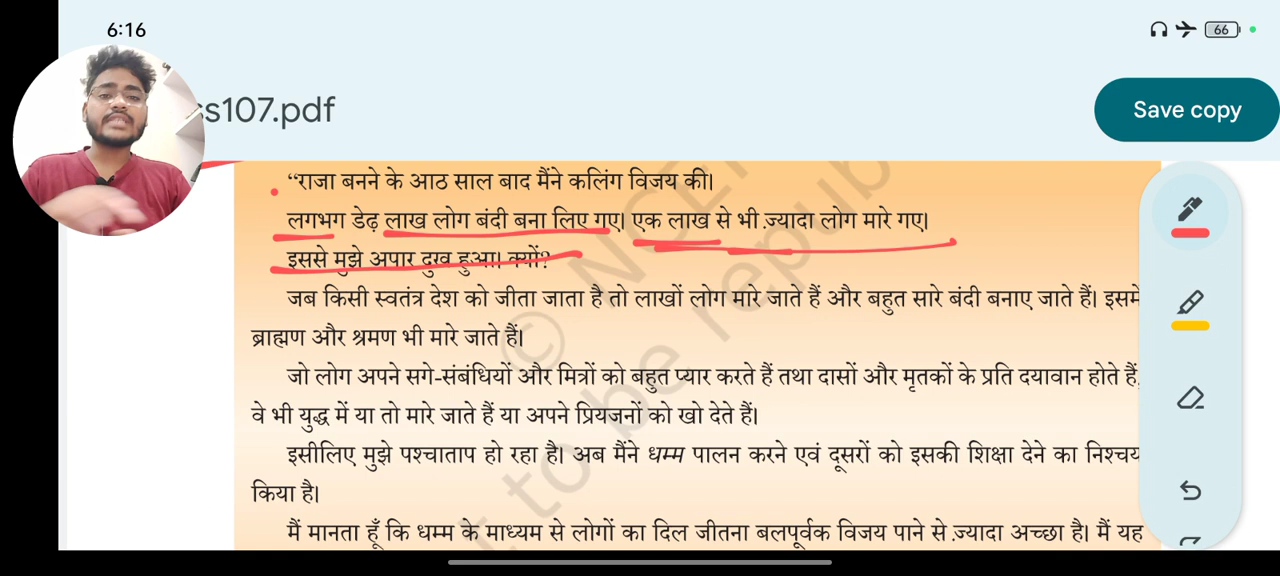 6:16
66
ss107.pdf
Save copy
“राजा बनने के आठ साल बाद मैंने कलिंग विजय की।
लगभग डेढ़ लाख लोग बंदी बना लिए गए। एक लाख से भी ज़्यादा लोग मारे गए।
इससे मुझे अपार दुख हुआ। क्यों?
जब किसी स्वतंत्र देश को जीता जाता है तो लाखों लोग मारे जाते हैं और बहुत सारे बंदी बनाए जाते हैं। इसमें
ब्राह्मण और श्रमण भी मारे जाते हैं।
जो लोग अपने सगे-संबंधियों और मित्रों को बहुत प्यार करते हैं तथा दासों और मृतकों के प्रति दयावान होते हैं,
वे भी युद्ध में या तो मारे जाते हैं या अपने प्रियजनों को खो देते हैं।
इसीलिए मुझे पश्चाताप हो रहा है। अब मैंने धम्म पालन करने एवं दूसरों को इसकी शिक्षा देने का निश्चय
किया है।
मैं मानता हूँ कि धम्म के माध्यम से लोगों का दिल जीतना बलपूर्वक विजय पाने से ज़्यादा अच्छा है। मैं यह